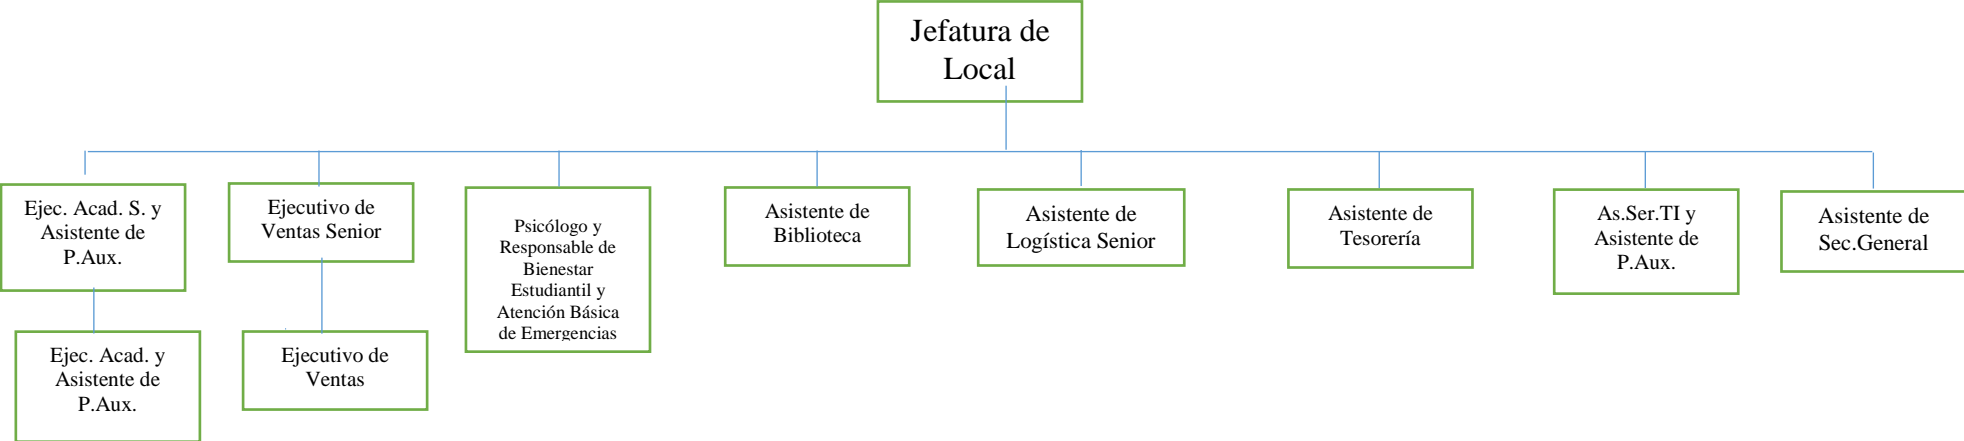 Jefatura de
Local
Ejec. Acad. S. y
Asistente de
P.Aux.
Ejecutivo de
Ventas Senior
Psicólogo y
Responsable de
Bienestar
Estudiantil y
Atención Básica
de Emergencias
Asistente de
Biblioteca
Asistente de
Logística Senior
Asistente de
Tesorería
As.Ser.TI y
Asistente de
P.Aux.
Asistente de
Sec.General
Ejec. Acad. y
Asistente de
P.Aux.
Ejecutivo de
Ventas